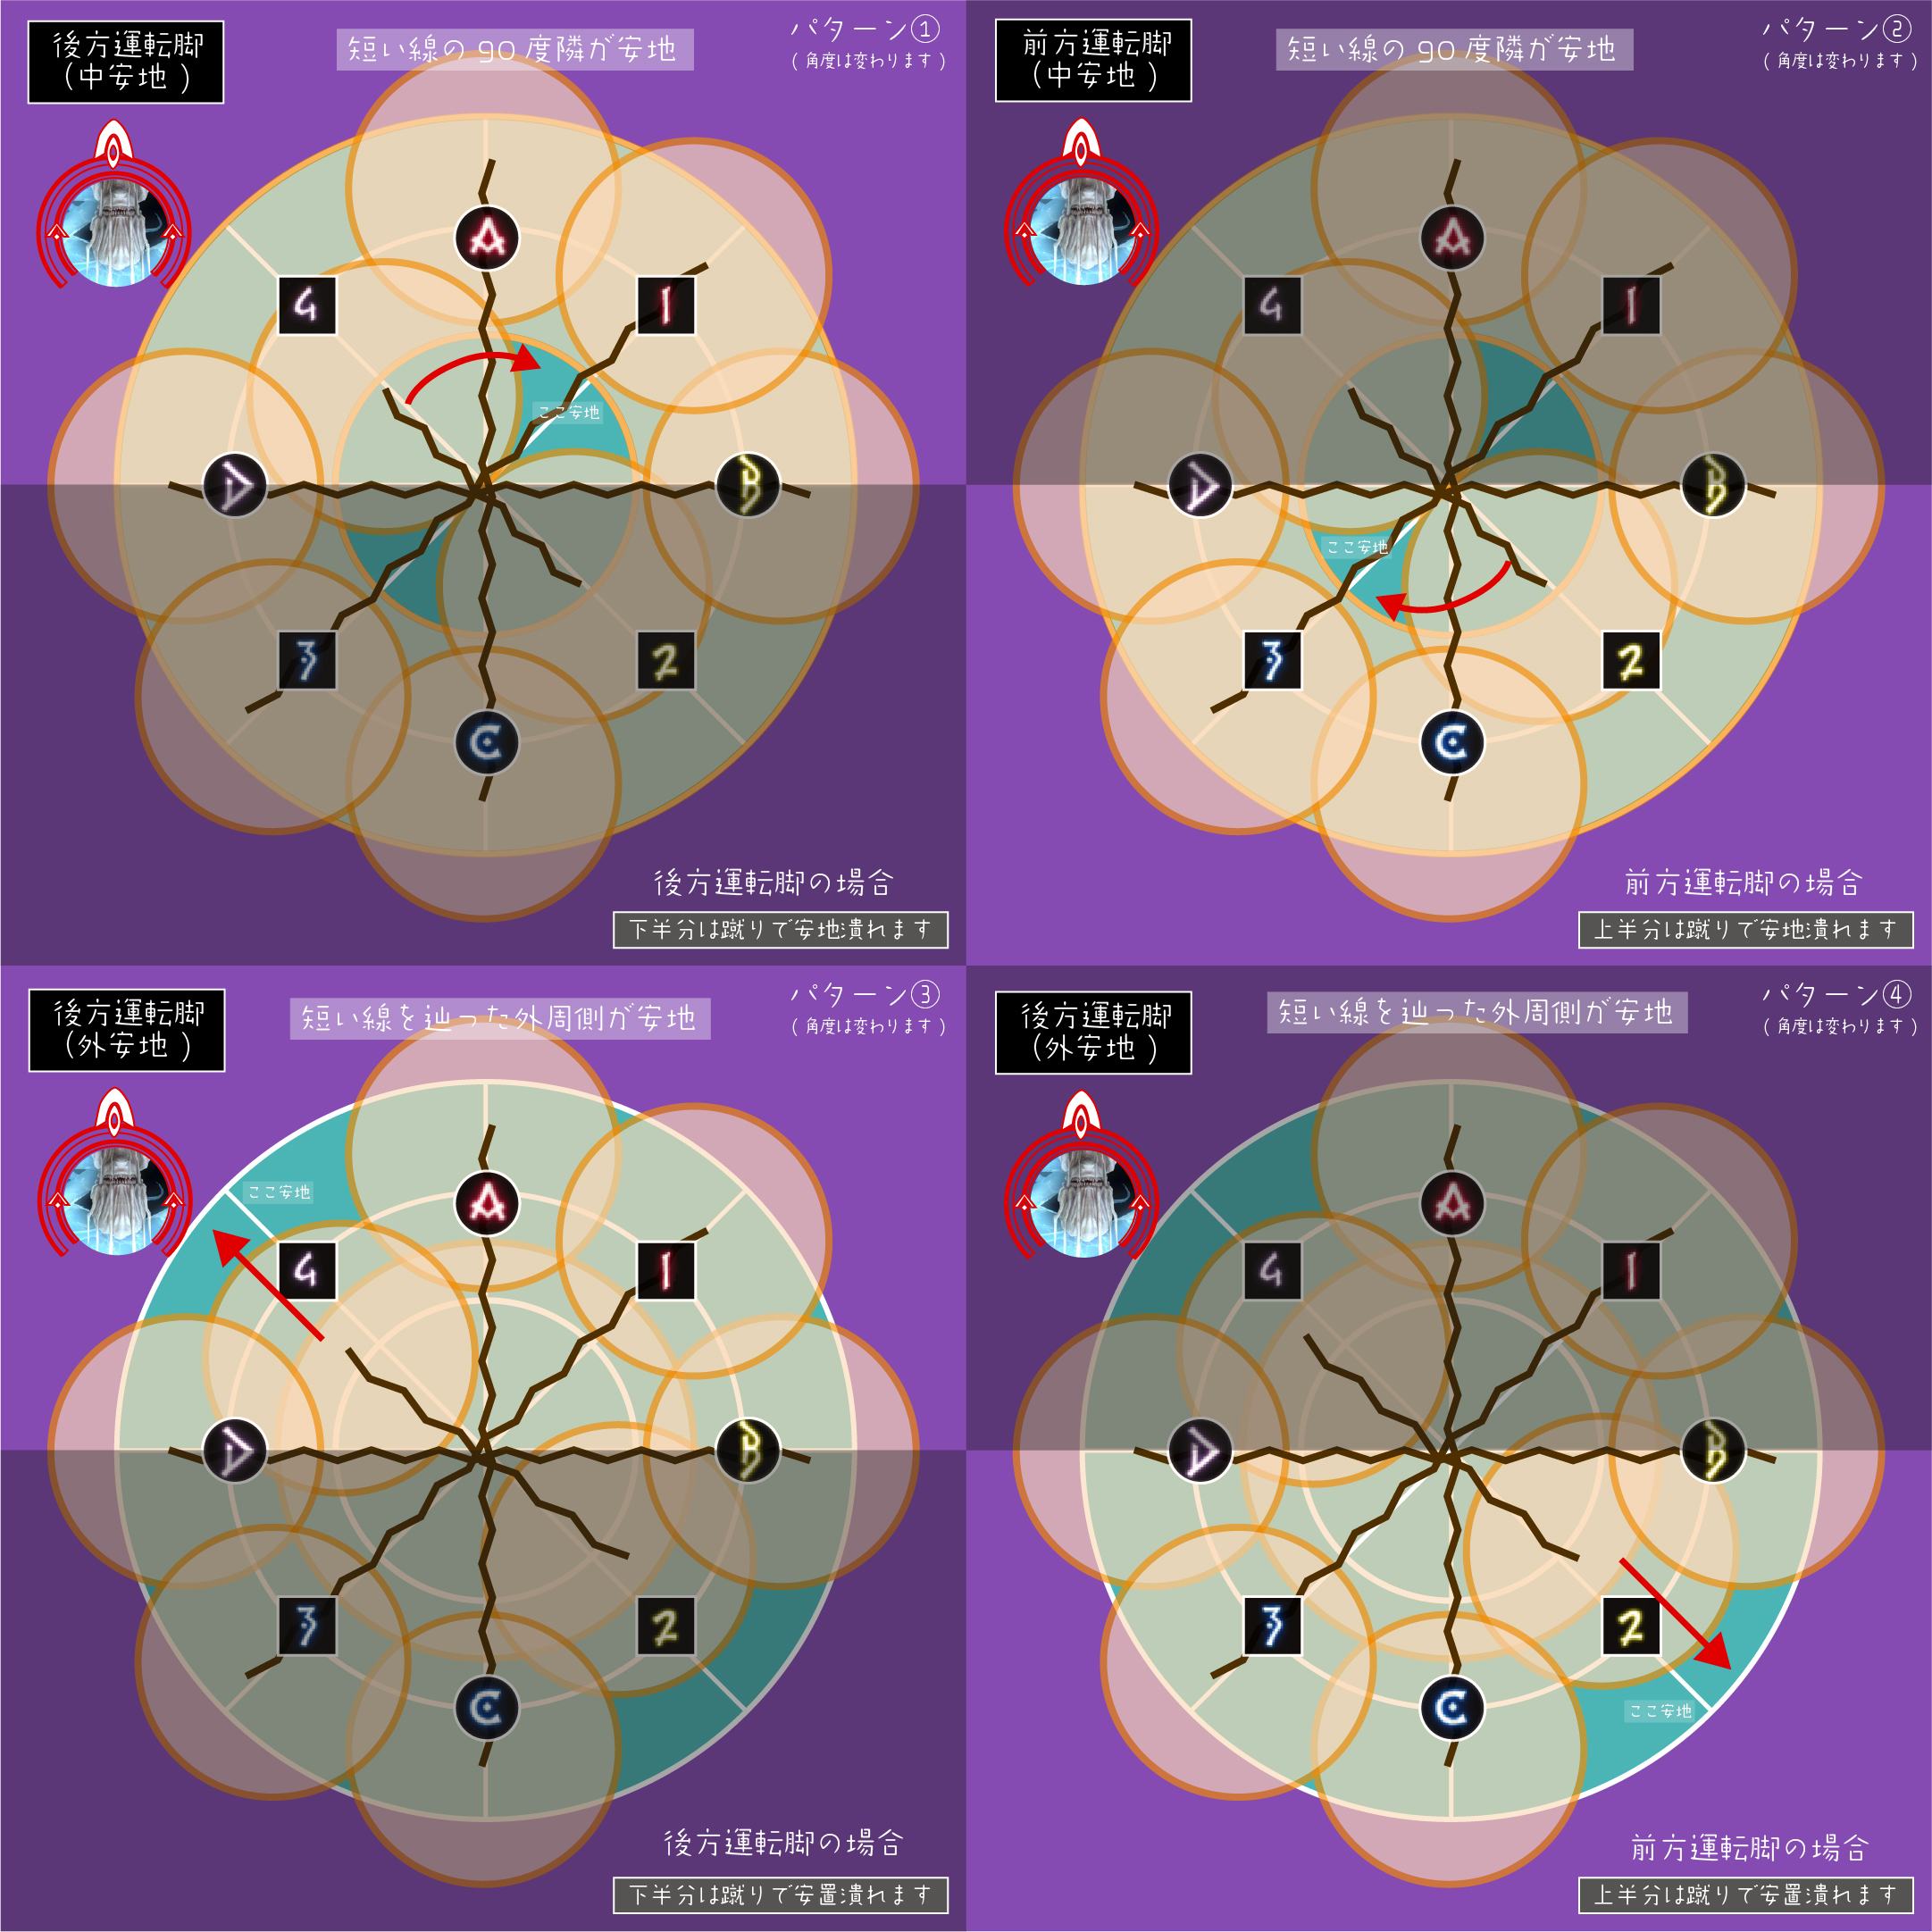 後方運転脚
(中安地 )
短い線の 90 度隣が安地
パターン①
( 角度は変わります )
A
4
1
ここ安地
D
B
3
2
C
後方運転脚の場合
下半分は蹴りで安地潰れます
前方運転脚
(中安地 )
短い線の 90 度隣が安地
パターン②
( 角度は変わります )
A
4
1
D
B
ここ安地
3
2
C
前方運転脚の場合
上半分は蹴りで安地潰れます
後方運転脚
(外安地 )
短い線を辿った外周側が安地
パターン③
( 角度は変わります )
ここ安地
A
4
1
D
B
3
2
C
後方運転脚の場合
下半分は蹴りで安置潰れます
後方運転脚
(外安地 )
短い線を辿った外周側が安地
パターン④
( 角度は変わります )
A
4
1
D
B
3
2
C
ここ安地
前方運転脚の場合
上半分は蹴りで安置潰れます